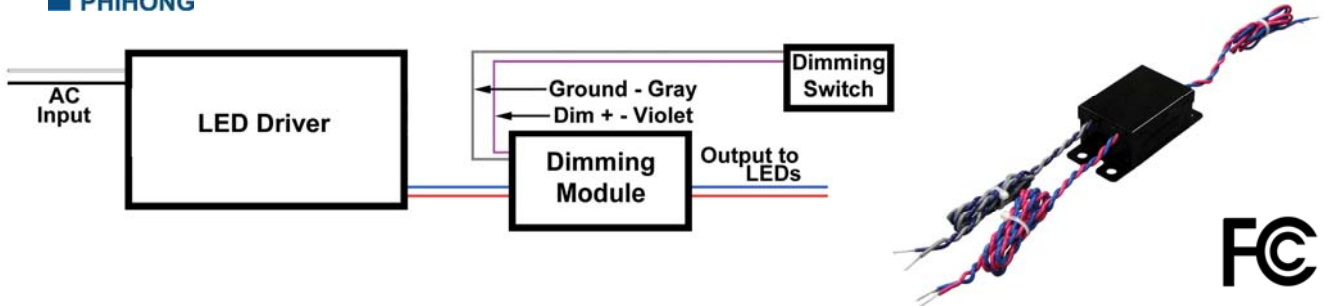 PHIHONG
AC
Input
LED Driver
Ground - Gray
Dim + - Violet
Dimming
Switch
Dimming
Module
Output to
LEDs
FC